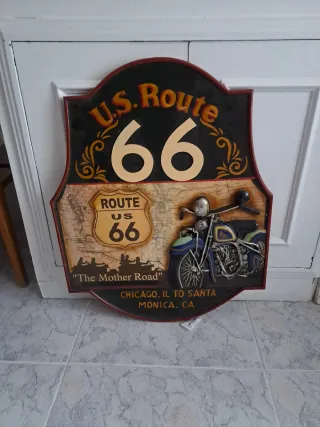 U.S. Route
66
ROUTE
US
66
"The Mother Road"
CHICAGO, IL TO SANTA
MONICA, CA